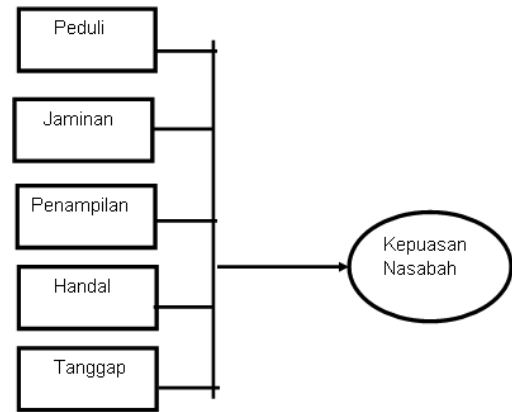 Peduli
Jaminan
Penampilan
Handal
Tanggap
Kepuasan
Nasabah